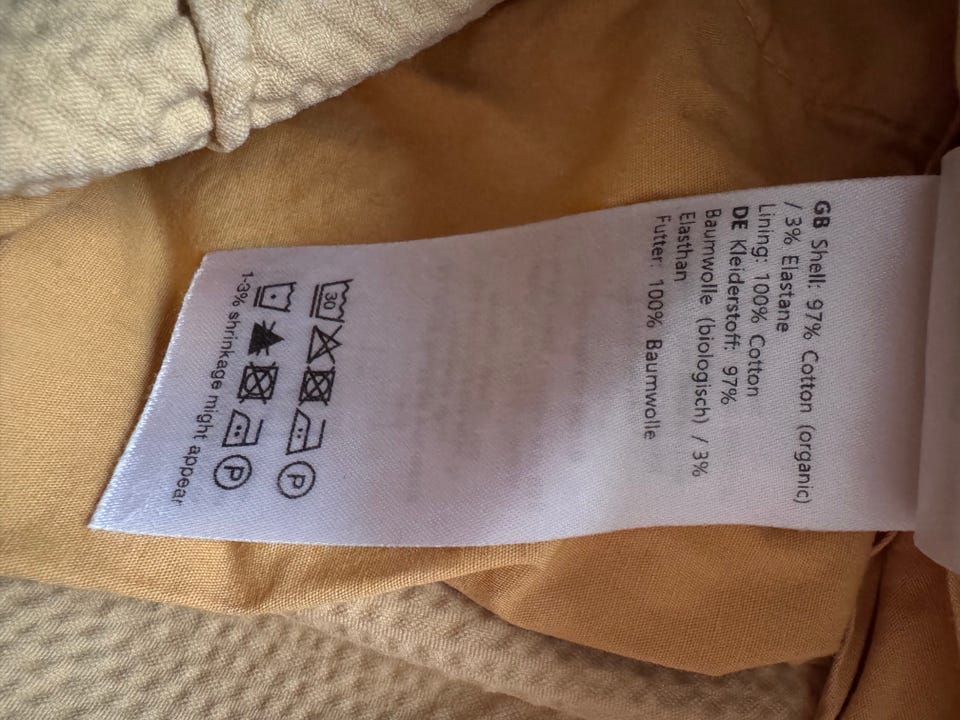 GB Shell: 97% Cotton (organic)
/ 3% Elastane
Lining: 100% Cotton
DE Kleiderstoff: 97%
Baumwolle (biologisch) / 3%
Elasthan
Futter: 100% Baumwolle
30 P
P
1-3% shrinkage might appear